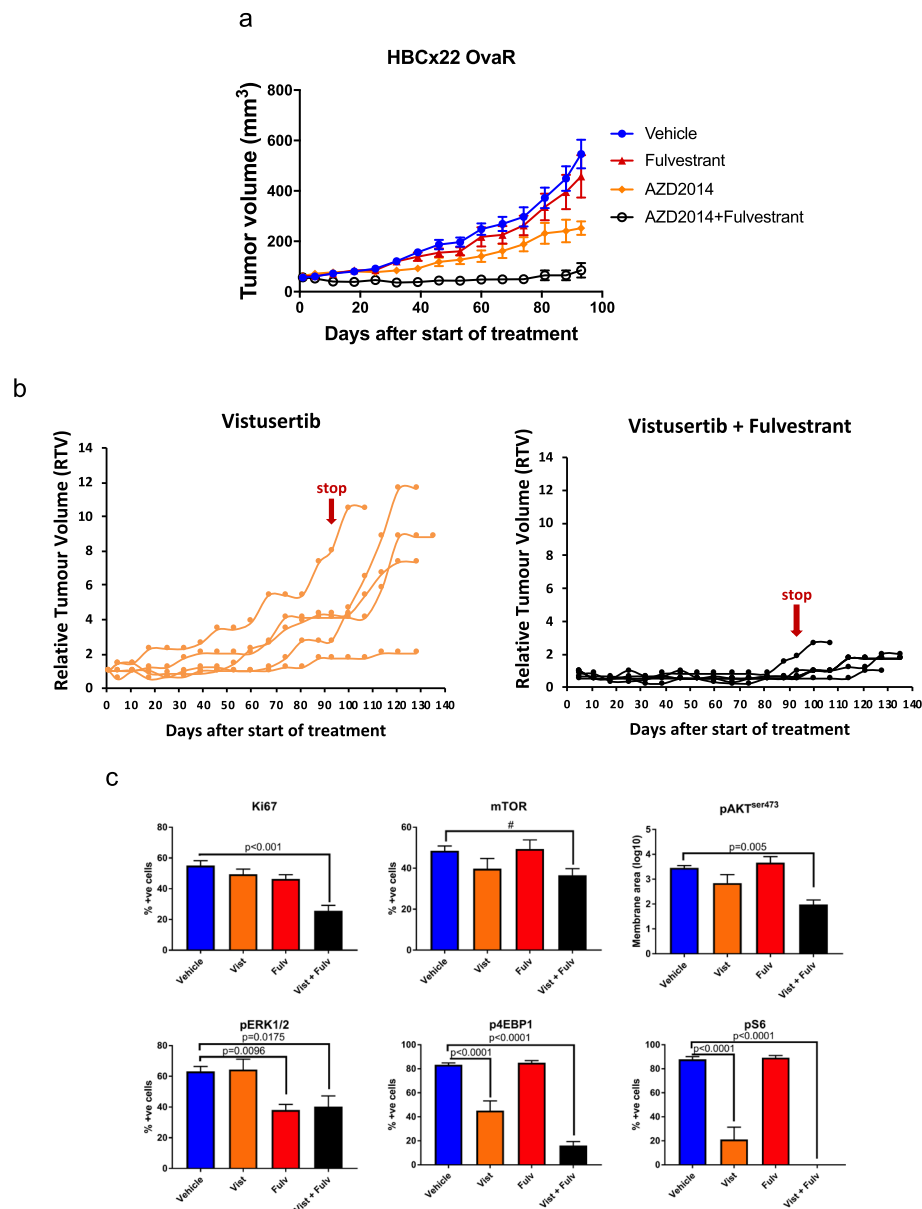 a
HBCx22 OvaR
Tumor volume (mm³)
800
600
400
200
0
0 20 40 60 80 100
Days after start of treatment
Vehicle
Fulvestrant
AZD2014
AZD2014+Fulvestrant
b
Vistusertib
Relative Tumour Volume (RTV)
14
12
10
8
6
4
2
0
stop
0 10 20 30 40 50 60 70 80 90 100 110 120 130 140
Days after start of treatment
Vistusertib + Fulvestrant
Relative Tumour Volume (RTV)
14
12
10
8
6
4
2
0
stop
0 10 20 30 40 50 60 70 80 90 100 110 120 130 140
Days after start of treatment
c
Ki67
% +ve cells
80
60
40
20
0
p<0.001
Vehicle Vist Fulv Vist + Fulv
mTOR
% +ve cells
60
40
20
0
#
Vehicle Vist Fulv Vist + Fulv
pAKTser473
Membrane area (log10)
5
4
3
2
1
0
p=0.005
Vehicle Vist Fulv Vist + Fulv
pERK1/2
% +ve cells
80
60
40
20
0
p=0.0175
p=0.0096
Vehicle Vist Fulv Vist + Fulv
p4EBP1
% +ve cells
100
80
60
40
20
0
p<0.0001
p<0.0001
Vehicle Vist Fulv Vist + Fulv
pS6
% +ve cells
100
80
60
40
20
0
p<0.0001
p<0.0001
Vehicle Vist Fulv Vist + Fulv